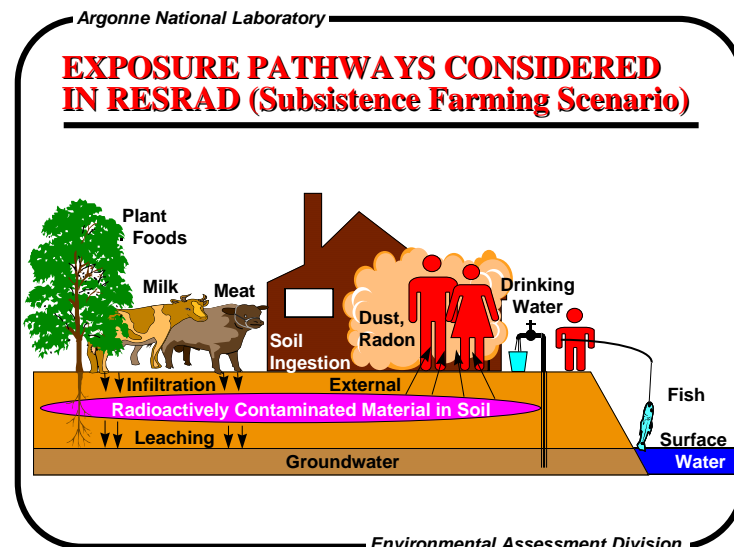 Argonne National Laboratory
EXPOSURE PATHWAYS CONSIDERED
IN RESRAD (Subsistence Farming Scenario)
Plant
Foods
Milk
Meat
Soil
Ingestion
Dust,
Radon
Drinking
Water
Infiltration
External
Radioactively Contaminated Material in Soil
Leaching
Groundwater
Fish
Surface
Water
Environmental Assessment Division